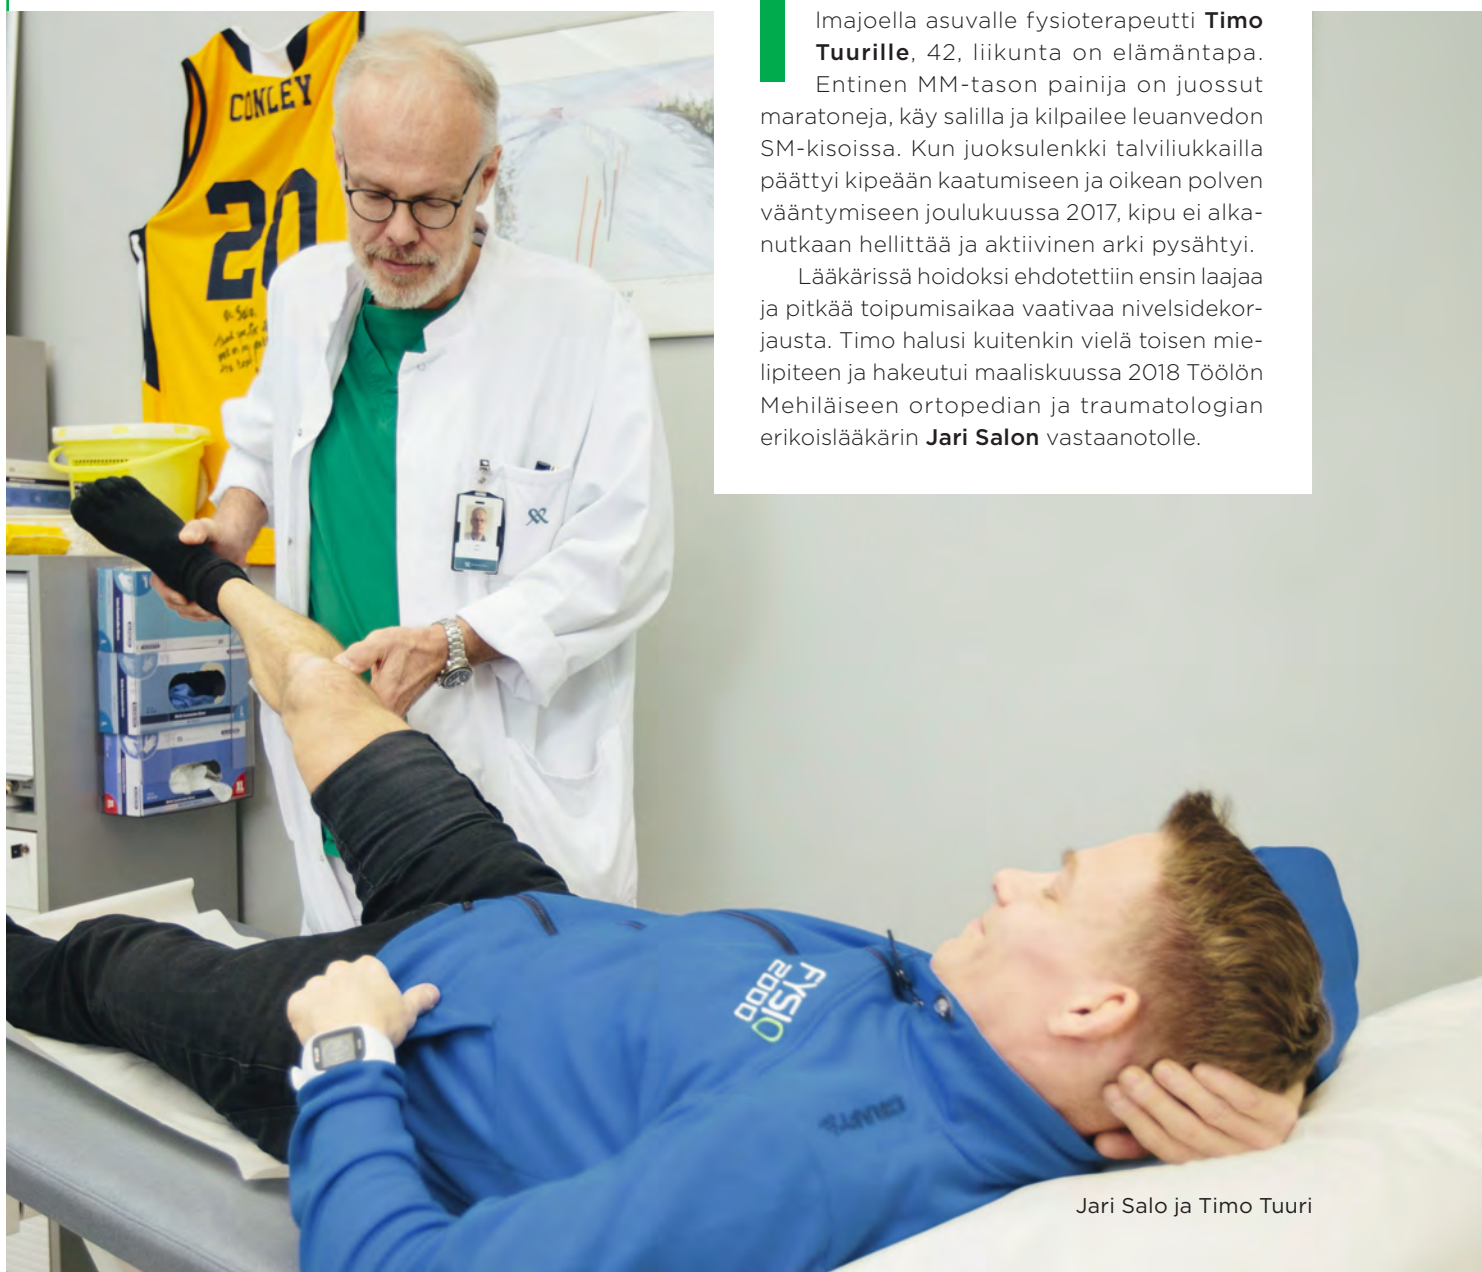 Ilmajoella asuvalle fysioterapeutti Timo
Tuurille, 42, liikunta on elämäntapa.
Entinen MM-tason painija on juossut
maratoneja, käy salilla ja kilpailee leuanvedon
SM-kisoissa. Kun juoksulenkki talviliukkailla
päättyi kipeään kaatumiseen ja oikean polven
vääntymiseen joulukuussa 2017, kipu ei alka-
nutkaan hellittää ja aktiivinen arki pysähtyi.
Lääkärissä hoidoksi ehdotettiin ensin laajaa
ja pitkää toipumisaikaa vaativaa nivelsidekor-
jausta. Timo halusi kuitenkin vielä toisen mie-
lipiteen ja hakeutui maaliskuussa 2018 Töölön
Mehiläiseen ortopedian ja traumatologian
erikoislääkärin Jari Salon vastaanotolle.
CONLEY
20
FYSIO
2000
CRAFT
Jari Salo ja Timo Tuuri